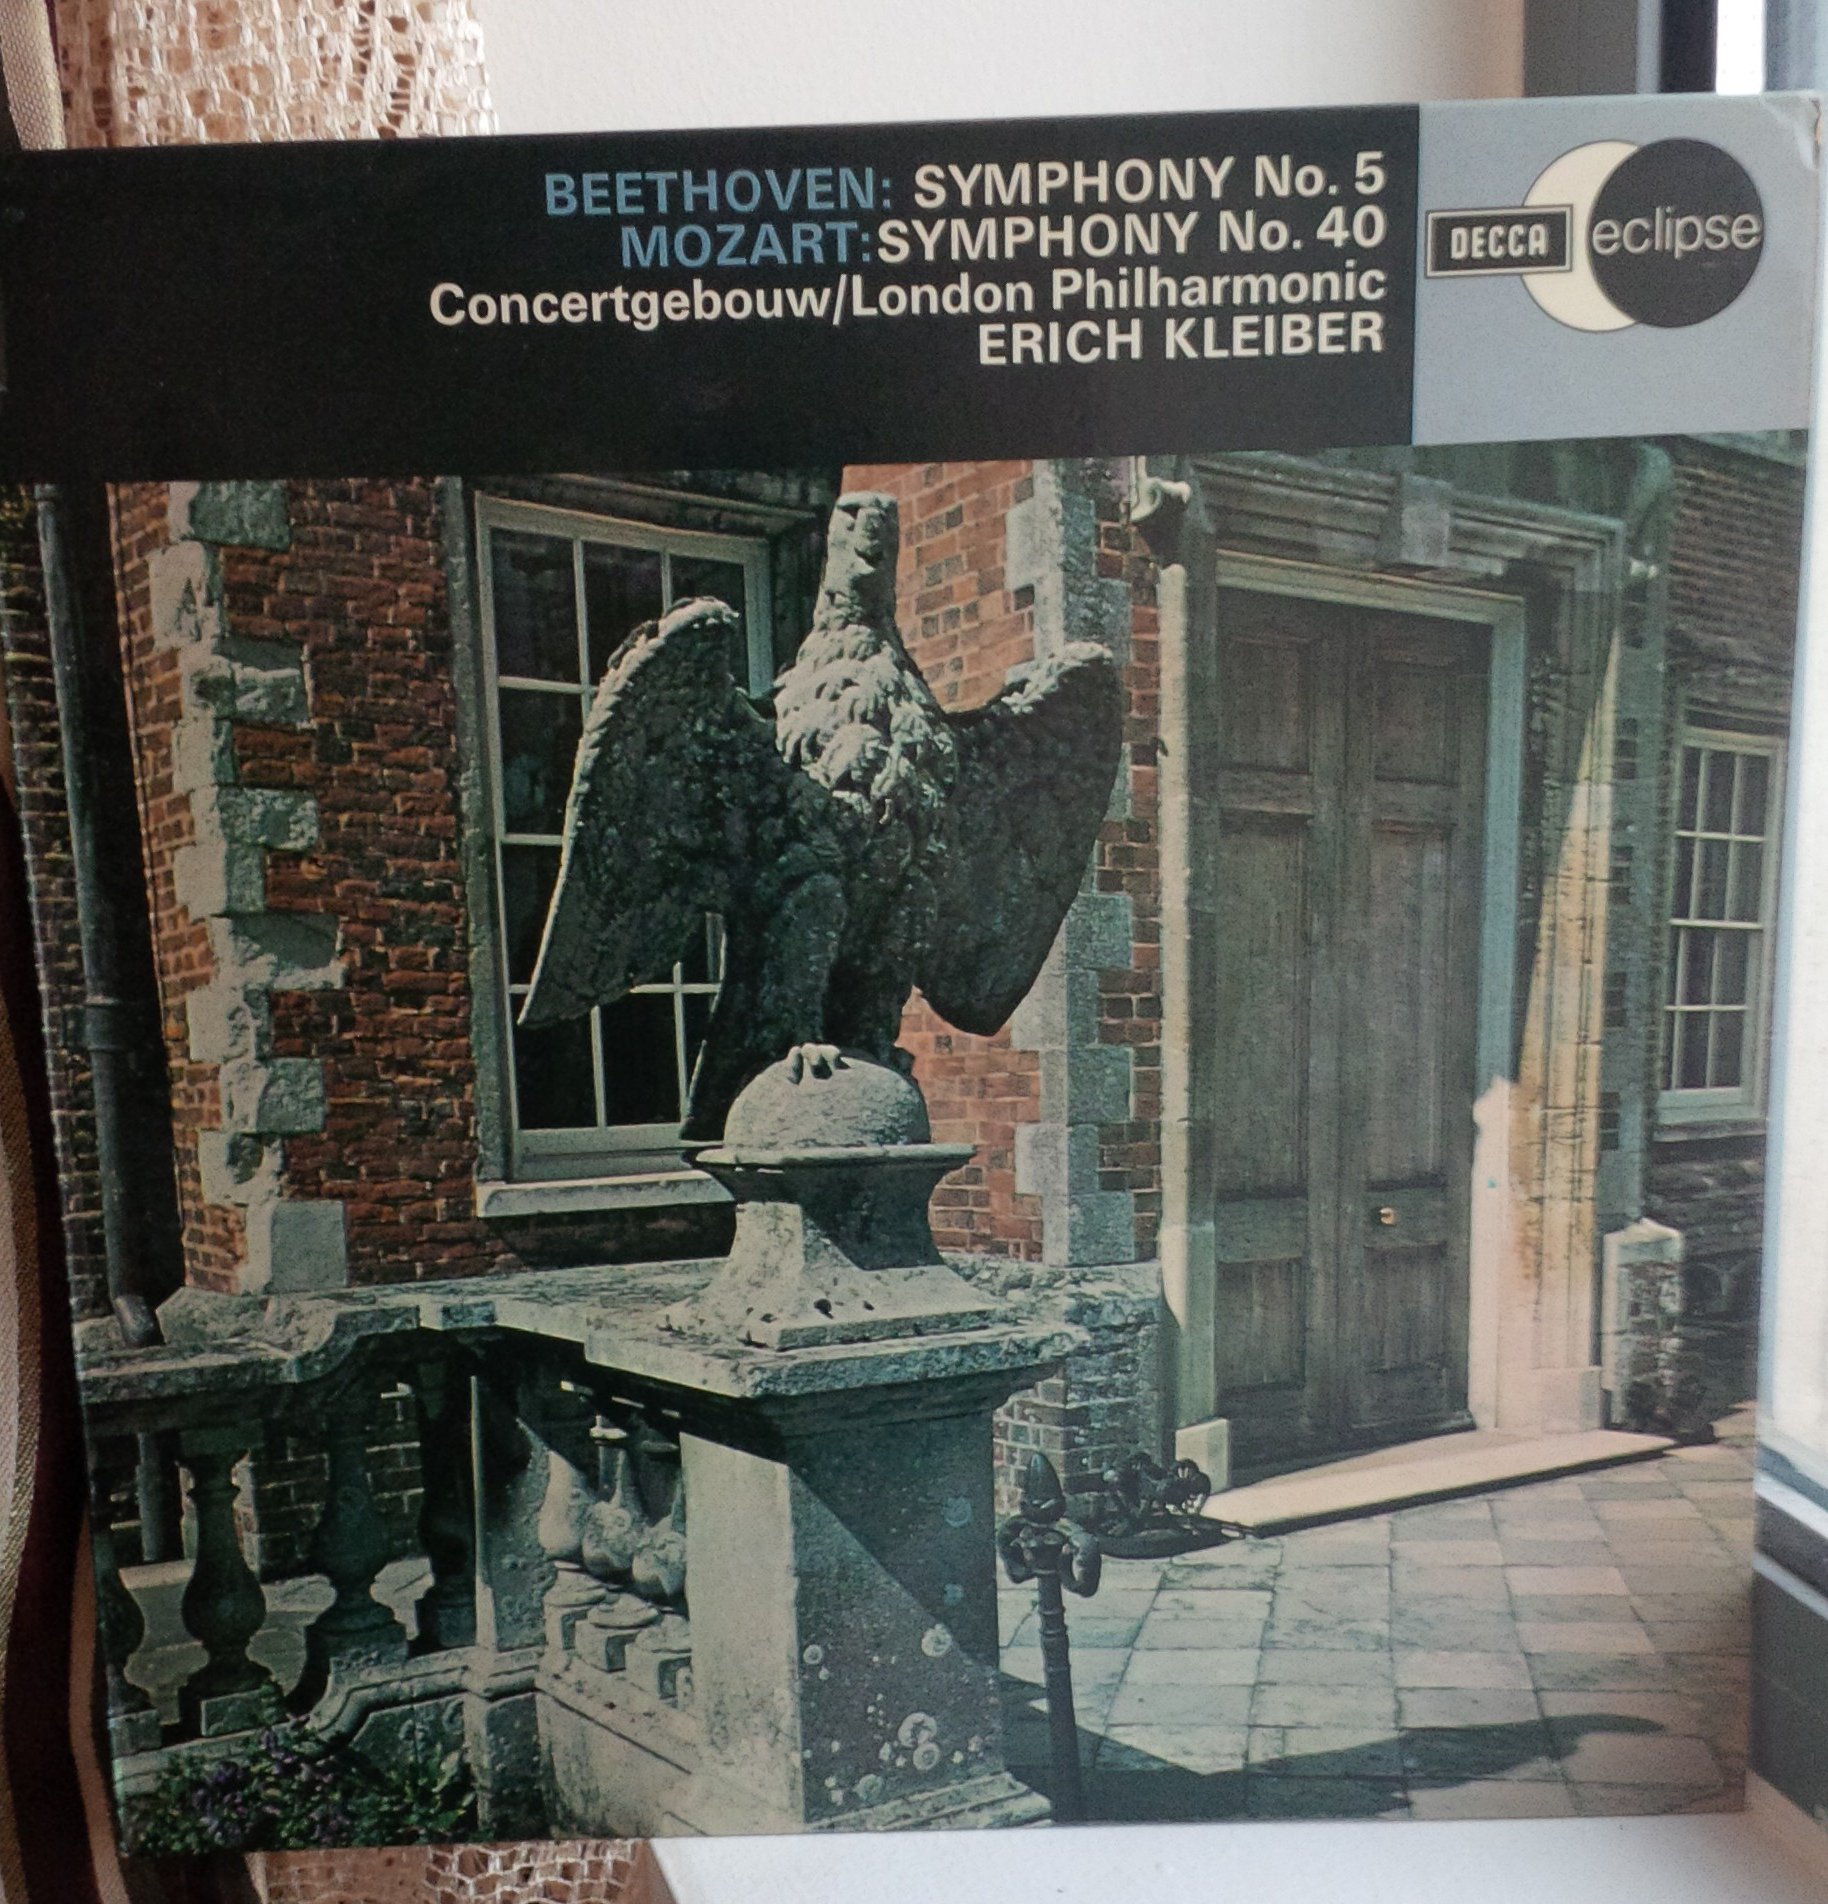 BEETHOVEN: SYMPHONY No. 5
MOZART: SYMPHONY No. 40
Concertgebouw/London Philharmonic
ERICH KLEIBER
DECCA eclipse